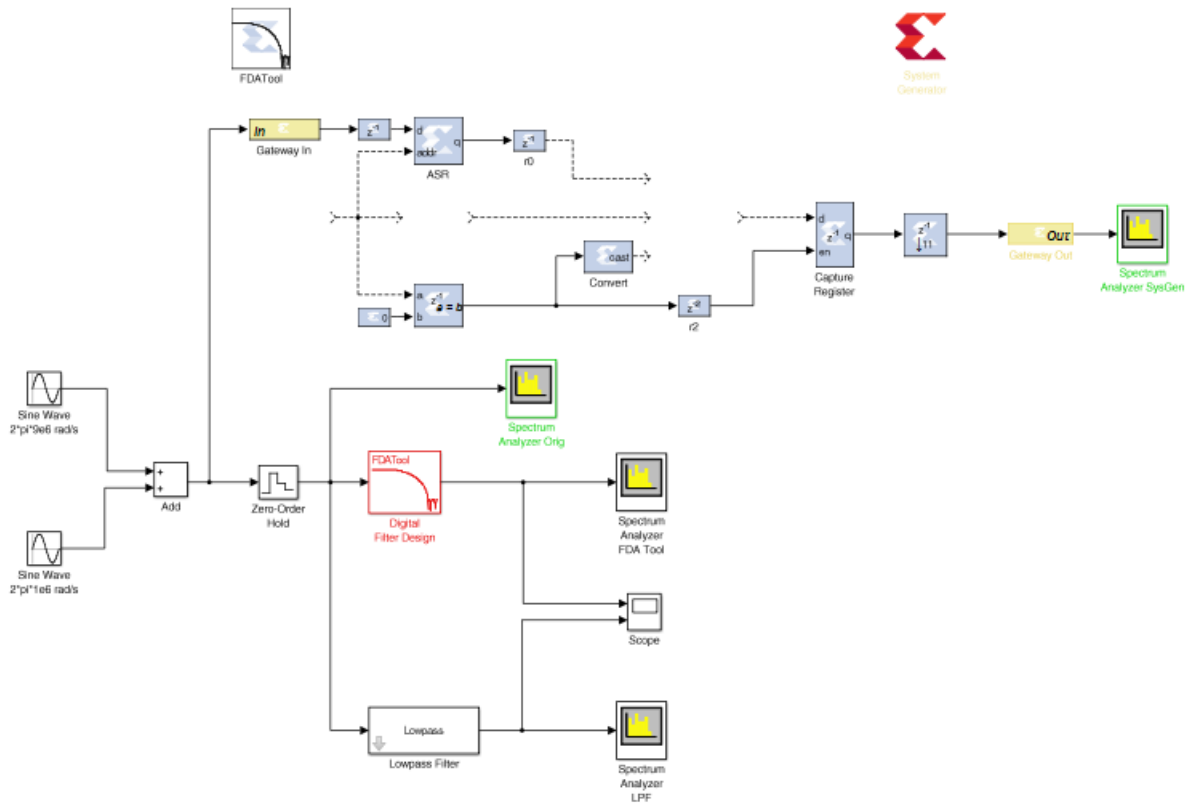 FDATool
System
Generator
In
Gateway In
z-1
d
addr
q
ASR
z-1
r0
d
en
z-1
q
Capture
Register
z-1
↓11
Out
Gateway Out
Spectrum
Analyzer SysGen
cast
Convert
a
b
z-1
a = b
0
r2
Spectrum
Analyzer Orig
Sine Wave
2*pi*9e6 rad/s
+
+
Add
Zero-Order
Hold
FDATool
Digital
Filter Design
Spectrum
Analyzer
FDA Tool
Sine Wave
2*pi*1e6 rad/s
Scope
Lowpass
Lowpass Filter
Spectrum
Analyzer
LPF